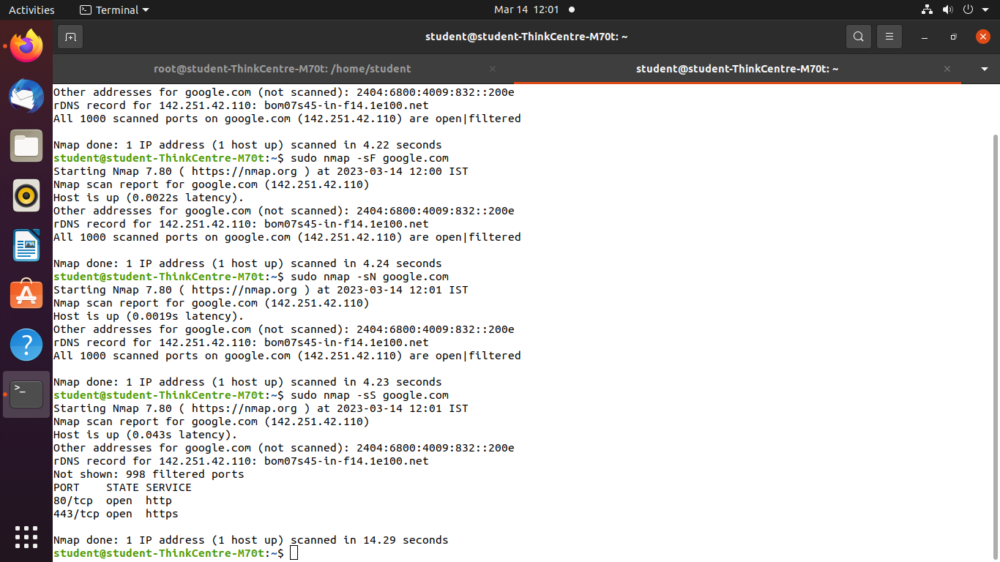 Activities
Terminal
Mar 14 12:01
student@student-ThinkCentre-M70t: ~
root@student-ThinkCentre-M70t: /home/student
student@student-ThinkCentre-M70t: ~
Other addresses for google.com (not scanned): 2404:6800:4009:832::200e
rDNS record for 142.251.42.110: bom07s45-in-f14.1e100.net
All 1000 scanned ports on google.com (142.251.42.110) are open|filtered
Nmap done: 1 IP address (1 host up) scanned in 4.22 seconds
student@student-ThinkCentre-M70t:~$ sudo nmap -sF google.com
Starting Nmap 7.80 ( https://nmap.org ) at 2023-03-14 12:00 IST
Nmap scan report for google.com (142.251.42.110)
Host is up (0.0022s latency).
Other addresses for google.com (not scanned): 2404:6800:4009:832::200e
rDNS record for 142.251.42.110: bom07s45-in-f14.1e100.net
All 1000 scanned ports on google.com (142.251.42.110) are open|filtered
Nmap done: 1 IP address (1 host up) scanned in 4.24 seconds
student@student-ThinkCentre-M70t:~$ sudo nmap -sN google.com
Starting Nmap 7.80 ( https://nmap.org ) at 2023-03-14 12:01 IST
Nmap scan report for google.com (142.251.42.110)
Host is up (0.0019s latency).
Other addresses for google.com (not scanned): 2404:6800:4009:832::200e
rDNS record for 142.251.42.110: bom07s45-in-f14.1e100.net
All 1000 scanned ports on google.com (142.251.42.110) are open|filtered
Nmap done: 1 IP address (1 host up) scanned in 4.23 seconds
student@student-ThinkCentre-M70t:~$ sudo nmap -sS google.com
Starting Nmap 7.80 ( https://nmap.org ) at 2023-03-14 12:01 IST
Nmap scan report for google.com (142.251.42.110)
Host is up (0.043s latency).
Other addresses for google.com (not scanned): 2404:6800:4009:832::200e
rDNS record for 142.251.42.110: bom07s45-in-f14.1e100.net
Not shown: 998 filtered ports
PORT    STATE SERVICE
80/tcp  open  http
443/tcp open  https
Nmap done: 1 IP address (1 host up) scanned in 14.29 seconds
student@student-ThinkCentre-M70t:~$